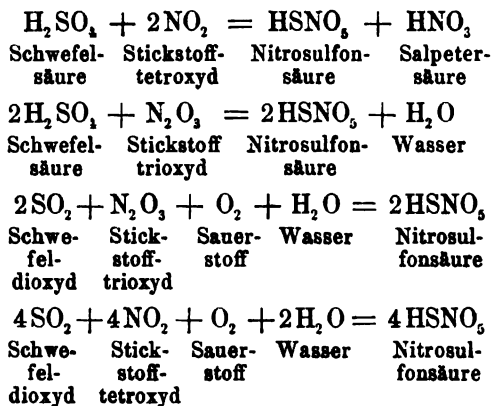 H₂SO₄ + 2NO₂ = HSNO₅ + HNO₃
Schwefel- Stickstoff- Nitrosulfon- Salpeter-
säure tetroxyd säure säure
2H₂SO₄ + N₂O₃ = 2HSNO₅ + H₂O
Schwefel- Stickstoff Nitrosulfon- Wasser
säure trioxyd säure
2SO₂ + N₂O₃ + O₂ + H₂O = 2HSNO₅
Schwe- Stick- Sauer- Wasser Nitrosul-
fel- stoff- stoff fonsäure
dioxyd trioxyd
4SO₂ + 4NO₂ + O₂ + 2H₂O = 4HSNO₅
Schwe- Stick- Sauer- Wasser Nitrosul-
fel- stoff- stoff fonsäure
dioxyd tetroxyd